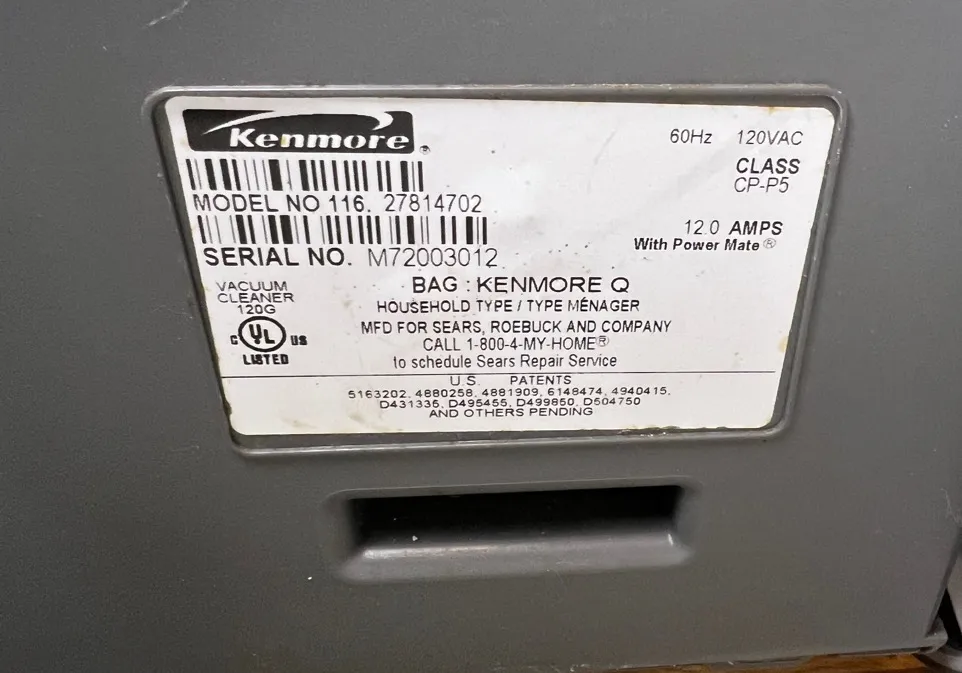 Kenmore®
60Hz 120VAC
CLASS
CP-P5
MODEL NO 116. 27814702
12.0 AMPS
With Power Mate®
SERIAL NO. M72003012
VACUUM
CLEANER
120G
C UL US
LISTED
BAG : KENMORE Q
HOUSEHOLD TYPE / TYPE MÉNAGER
MFD FOR SEARS, ROEBUCK AND COMPANY
CALL 1-800-4-MY-HOME®
to schedule Sears Repair Service
U.S. PATENTS
5163202, 4880258, 4881909, 6148474, 4940415,
D431336, D495455, D499850, D504750
AND OTHERS PENDING